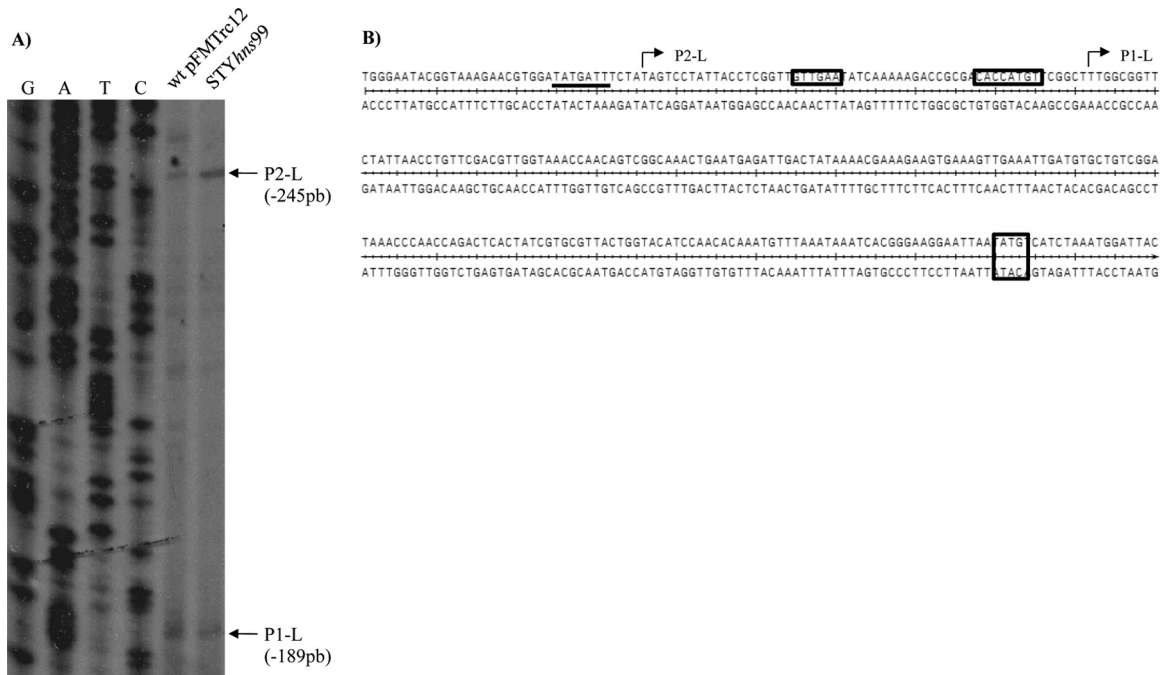 A)
wt pFMTrc12
STYhns99
G A T C
P2-L
(-245pb)
P1-L
(-189pb)
B)
P2-L P1-L
TGGGAATACGGTAAAGAACGTGGATATGATTTCTATAGTCCTATTACCTCGGTTGTTGAATATCAAAAAGACCGCGACACCATGTTCGGCTTTGGCGGTT
ACCCTTATGCCATTTCTTGCACCTATACTAAAGATATCAGGATAATGGAGCCAACAACTTATAGTTTTTCTGGCGCTGTGGTACAAGCCGAAACCGCCAA
CTATTAACCTGTTCGACGTTGGTAAACCAACAGTCGGCAAACTGAATGAGATTGACTATAAAACGAAAGAAGTGAAAGTTGAAATTGATGTGCTGTCGGA
GATAATTGGACAAGCTGCAACCATTTGGTTGTCAGCCGTTTGACTTACTCTAACTGATATTTTGCTTTCTTCACTTTCAACTTTAACTACACGACAGCCT
TAAACCCAACCAGACTCACTATCGTGCGTTACTGGTACATCCAACACAAATGTTTAAATAAATCACGGGAAGGAATTAATATGTCATCTAAATGGATTAC
ATTTGGGTTGGTCTGAGTGATAGCACGCAATGACCATGTAGGTTGTGTTTACAAATTTATTTAGTGCCCTTCCTTAATTATACAGTAGATTTACCTAATG